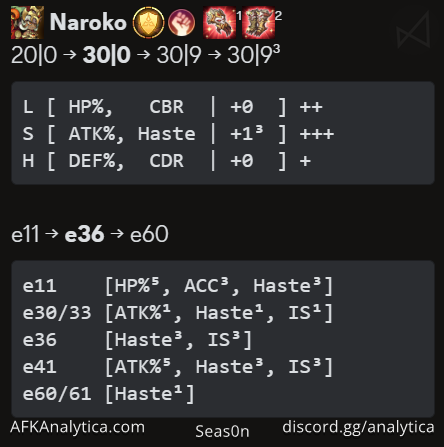 Naroko 1 2
20|0 → 30|0 → 30|9 → 30|9³
L [ HP%, CBR | +0 ] ++
S [ ATK%, Haste | +1³ ] +++
H [ DEF%, CDR | +0 ] +
e11 → e36 → e60
e11 [HP%⁵, ACC³, Haste³]
e30/33 [ATK%¹, Haste¹, IS¹]
e36 [Haste³, IS³]
e41 [ATK%⁵, Haste³, IS³]
e60/61 [Haste¹]
AFKAnalytica.com Seas0n discord.gg/analytica